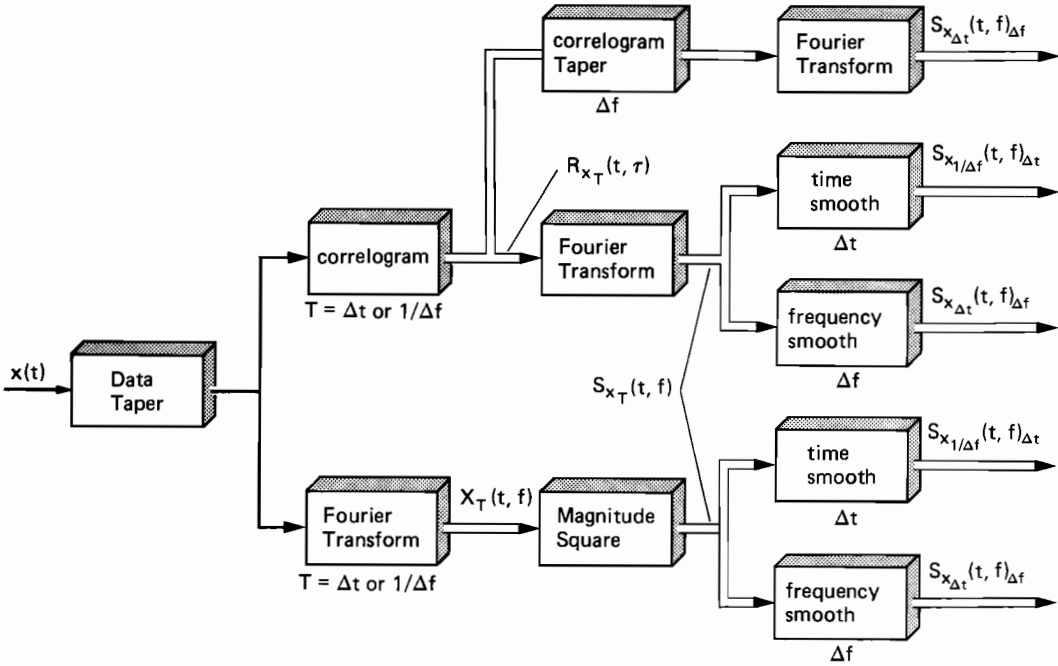 correlogram
Taper
Δf
Fourier
Transform
S_{x_{Δt}}(t, f)_{Δf}
R_{x_T}(t, τ)
time
smooth
Δt
S_{x_{1/Δf}}(t, f)_{Δt}
correlogram
T = Δt or 1/Δf
Fourier
Transform
frequency
smooth
Δf
S_{x_{Δt}}(t, f)_{Δf}
x(t)
Data
Taper
S_{x_T}(t, f)
time
smooth
Δt
S_{x_{1/Δf}}(t, f)_{Δt}
Fourier
Transform
T = Δt or 1/Δf
X_T(t, f)
Magnitude
Square
frequency
smooth
Δf
S_{x_{Δt}}(t, f)_{Δf}